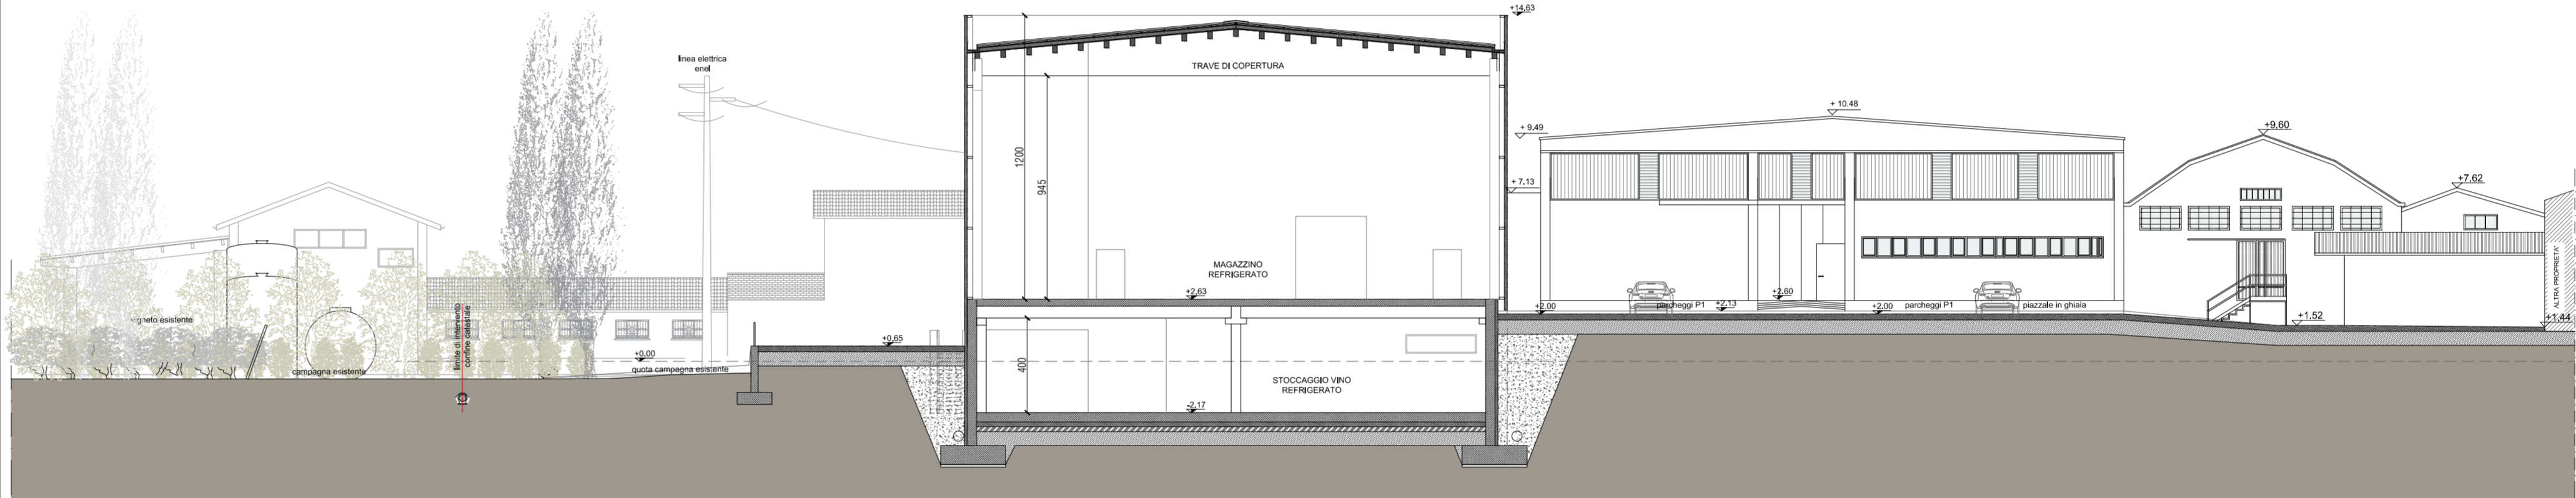 +14,63
linea elettrica
enel
TRAVE DI COPERTURA
+ 10.48
+ 9.49
+9.60
1200
945
+ 7.13
+7.62
MAGAZZINO
REFRIGERATO
+2,63
+2.00
parcheggi P1
+2.13
+2.60
+2.00
parcheggi P1
piazzale in ghiaia
ALTRA PROPRIETA'
+1.52
+1.44
vigneto esistente
limite di intervento
confine catastale
+0,65
+0,00
quota campagna esistente
campagna esistente
400
STOCCAGGIO VINO
REFRIGERATO
-2,17